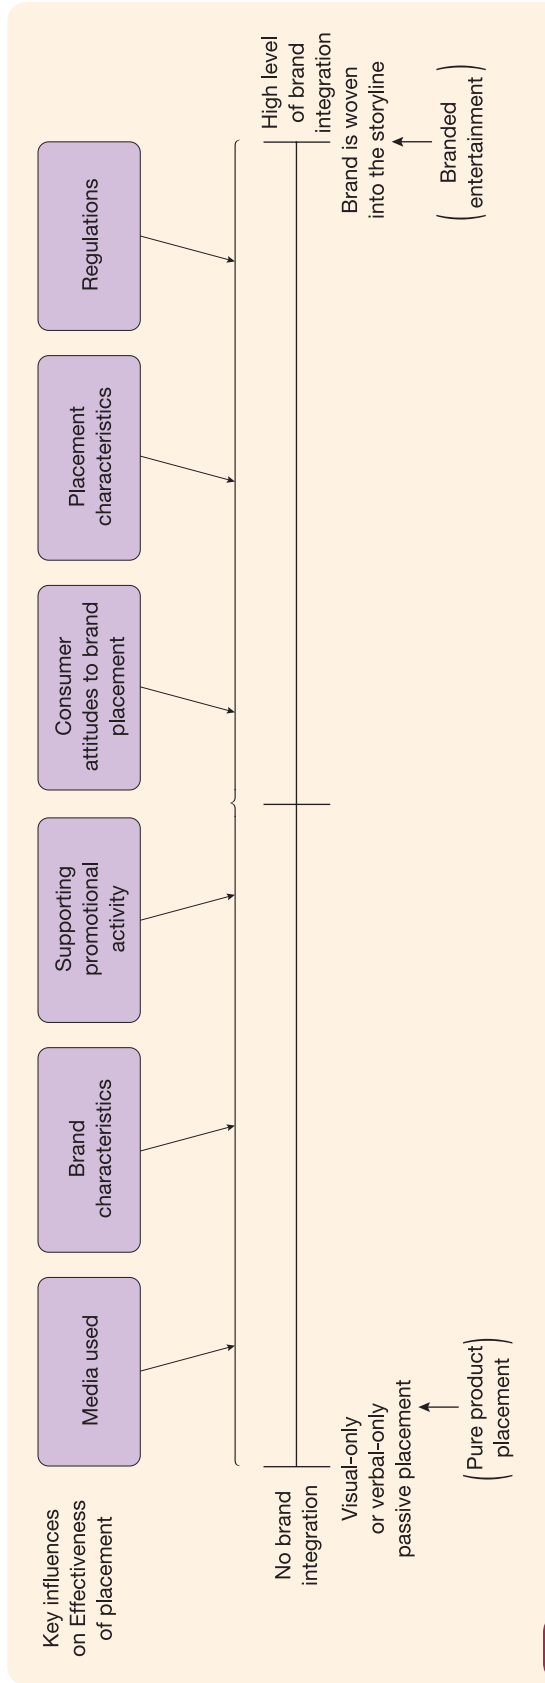 Key influences
on Effectiveness
of placement
Media used
Brand
characteristics
Supporting
promotional
activity
Consumer
attitudes to brand
placement
Placement
characteristics
Regulations
No brand
integration
High level
of brand
integration
Visual-only
or verbal-only
passive placement
Brand is woven
into the storyline
(Pure product
placement)
(Branded
entertainment)